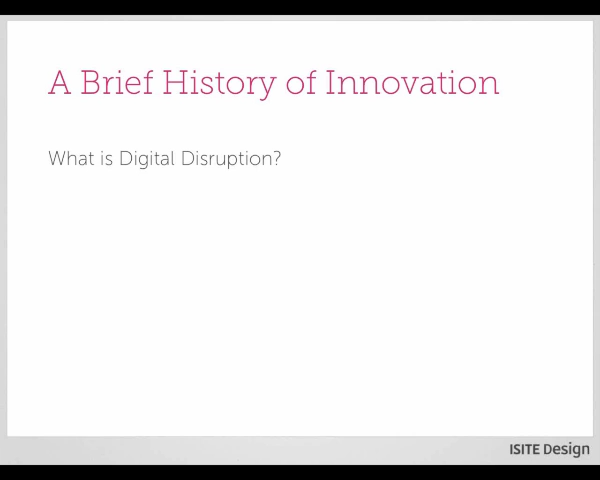 A Brief History of Innovation
What is Digital Disruption?
ISITE Design